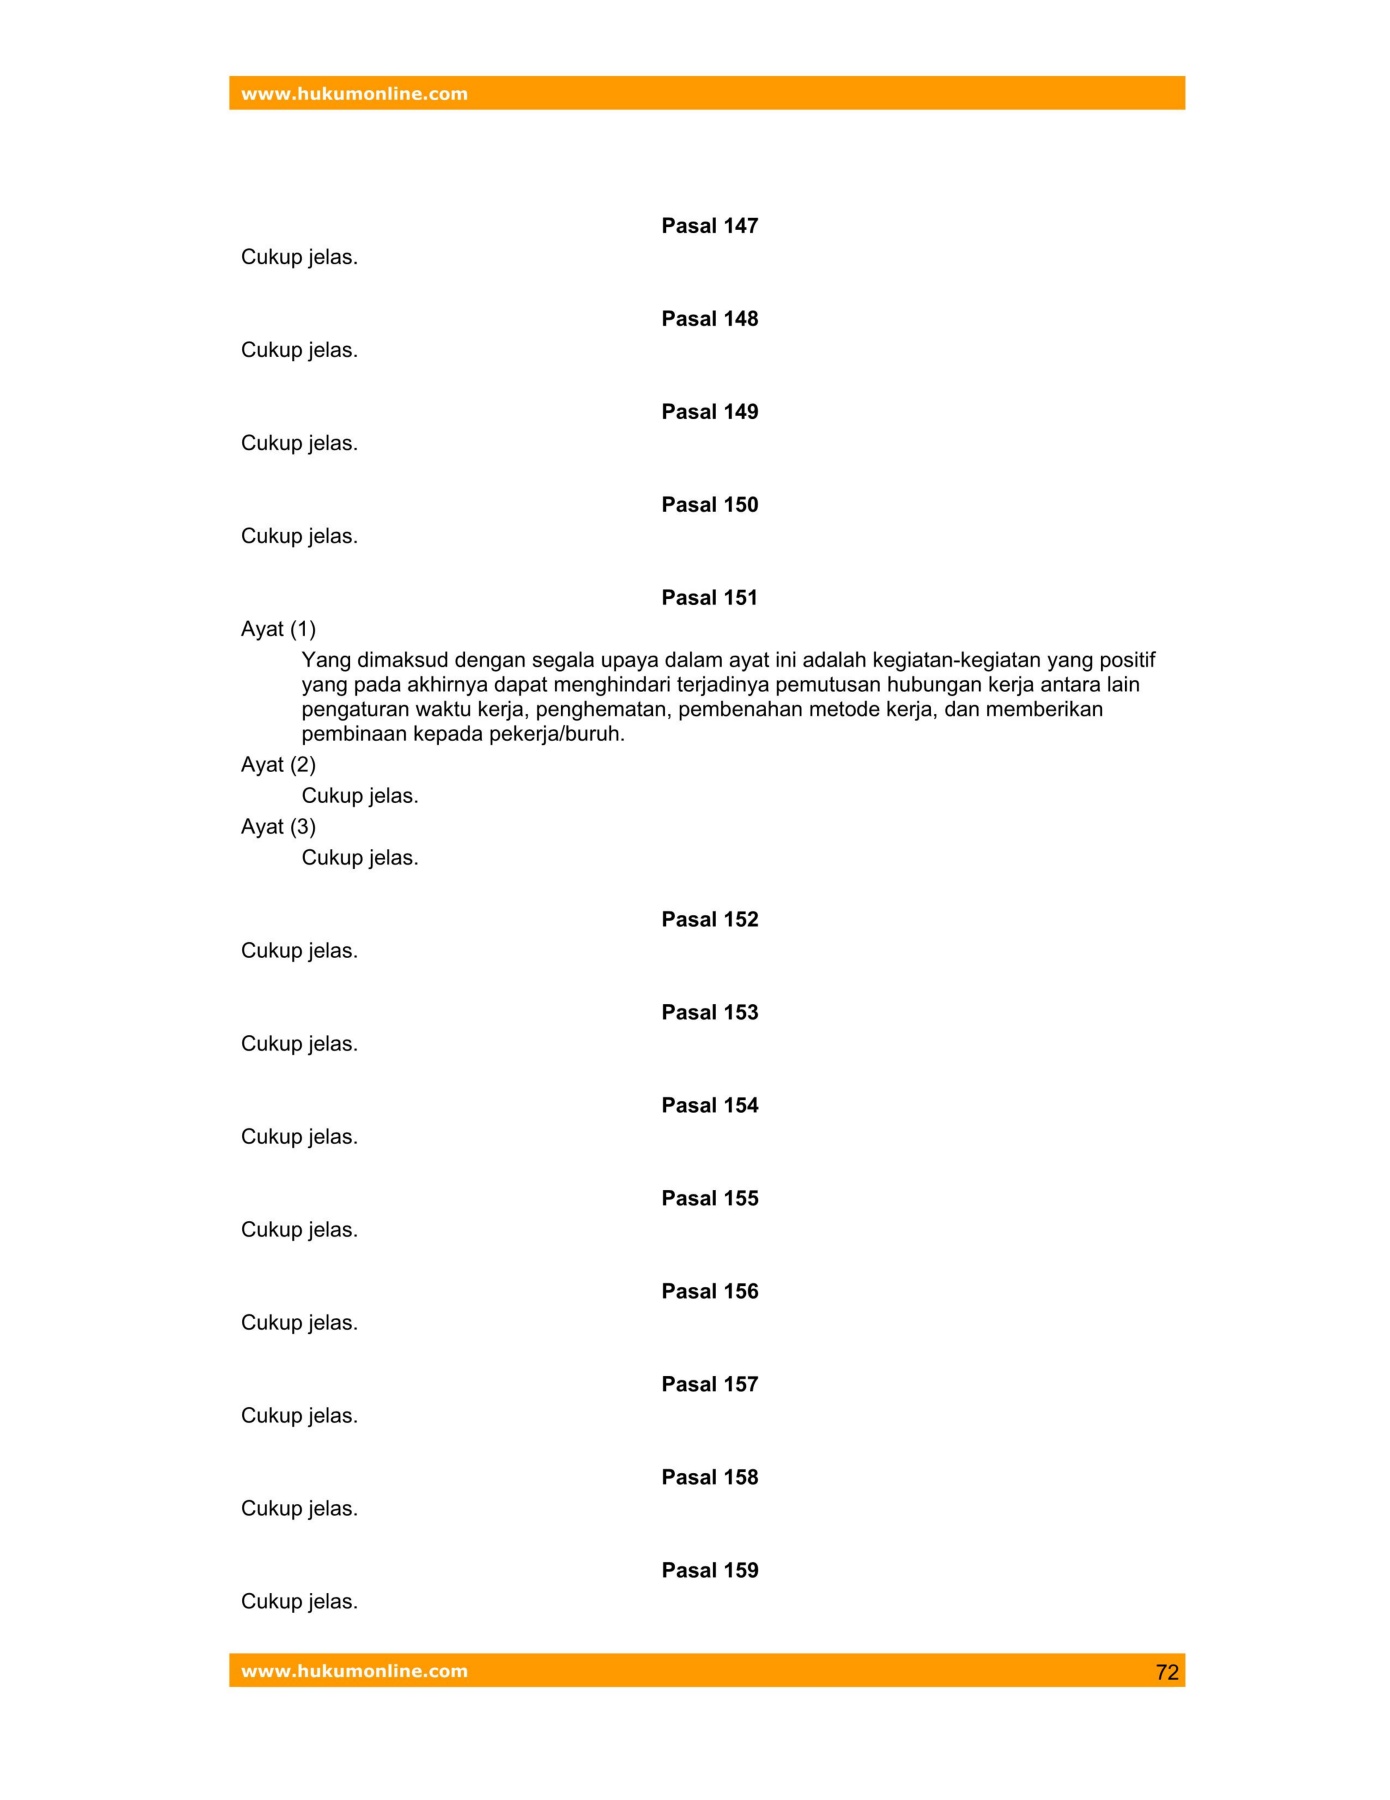 www.hukumonline.com
Pasal 147
Cukup jelas.
Pasal 148
Cukup jelas.
Pasal 149
Cukup jelas.
Pasal 150
Cukup jelas.
Pasal 151
Ayat (1)
Yang dimaksud dengan segala upaya dalam ayat ini adalah kegiatan-kegiatan yang positif
yang pada akhirnya dapat menghindari terjadinya pemutusan hubungan kerja antara lain
pengaturan waktu kerja, penghematan, pembenahan metode kerja, dan memberikan
pembinaan kepada pekerja/buruh.
Ayat (2)
Cukup jelas.
Ayat (3)
Cukup jelas.
Pasal 152
Cukup jelas.
Pasal 153
Cukup jelas.
Pasal 154
Cukup jelas.
Pasal 155
Cukup jelas.
Pasal 156
Cukup jelas.
Pasal 157
Cukup jelas.
Pasal 158
Cukup jelas.
Pasal 159
Cukup jelas.
www.hukumonline.com 72